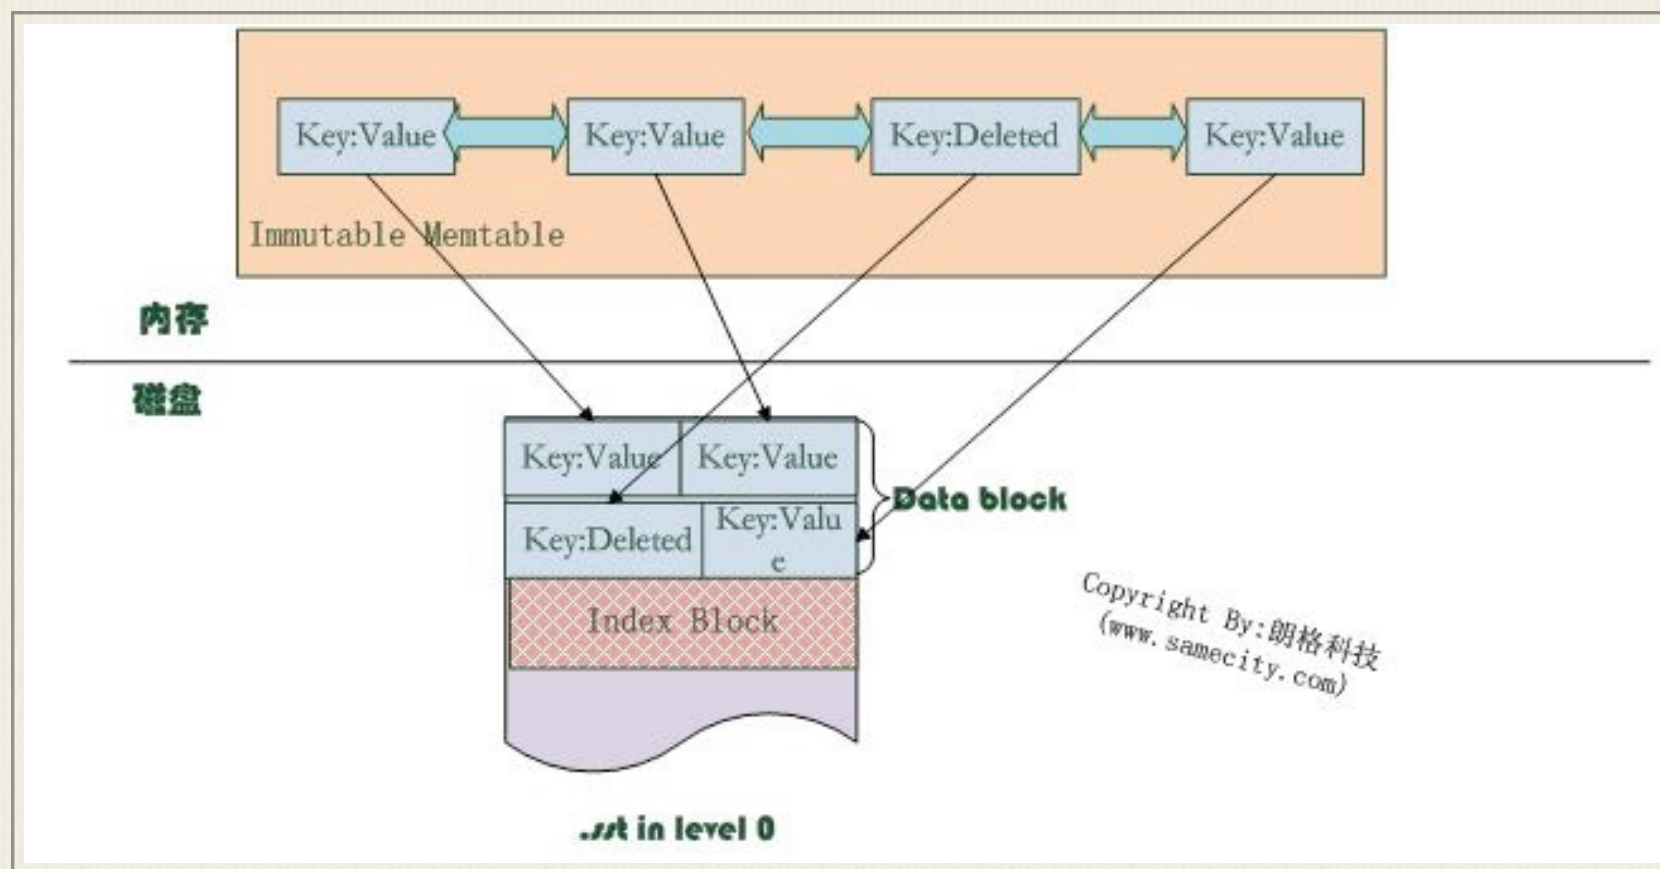 Key:Value
Key:Value
Key:Deleted
Key:Value
Immutable Memtable
内存
磁盘
Key:Value
Key:Value
Data block
Key:Deleted
Key:Valu
e
Index Block
Copyright By:朗格科技
(www.samecity.com)
.sst in level 0